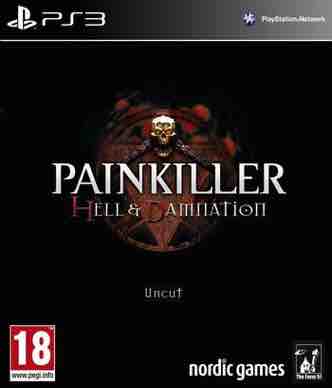 PS3
PlayStation®Network
PAINKILLER
HELL & DAMNATION
Uncut
18
www.pegi.info
nordic games
The Farm 51